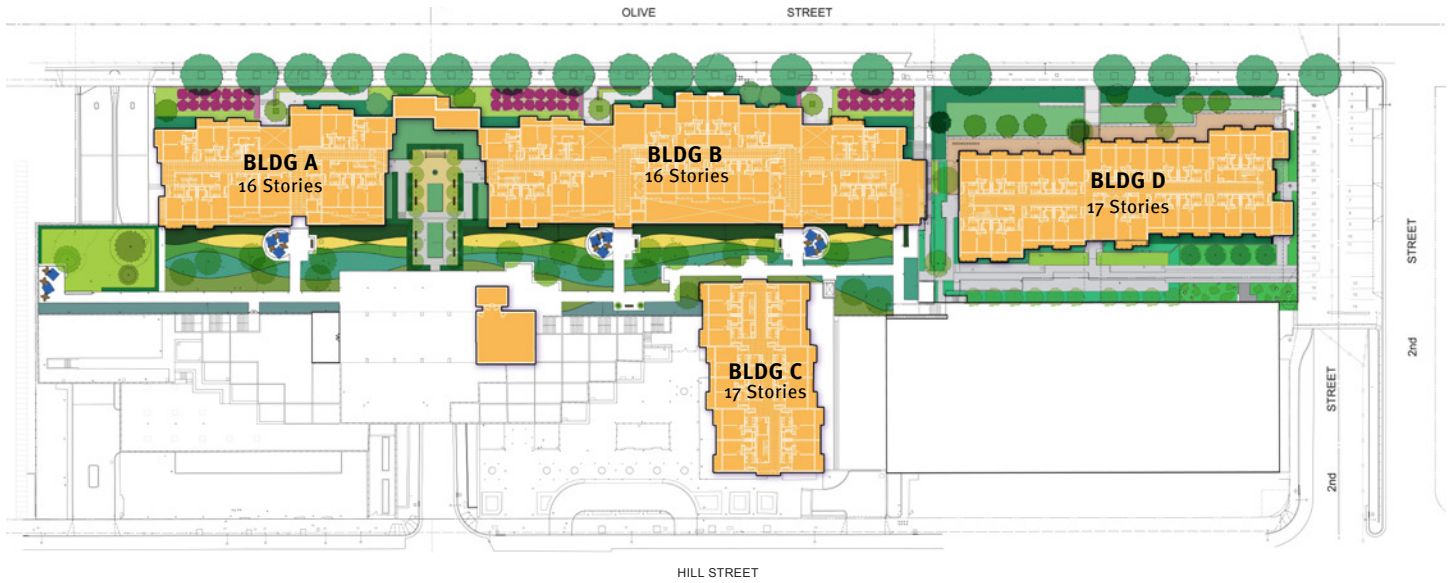 OLIVE STREET
BLDG A
16 Stories
BLDG B
16 Stories
BLDG D
17 Stories
STREET
2nd
BLDG C
17 Stories
STREET
2nd
HILL STREET